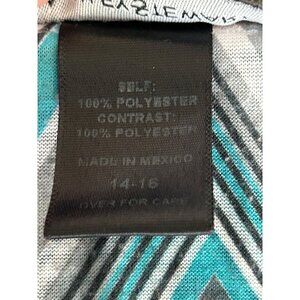 SELF:
100% POLYESTER
CONTRAST:
100% POLYESTER
MADE IN MEXICO
14-16
OVER FOR CARE